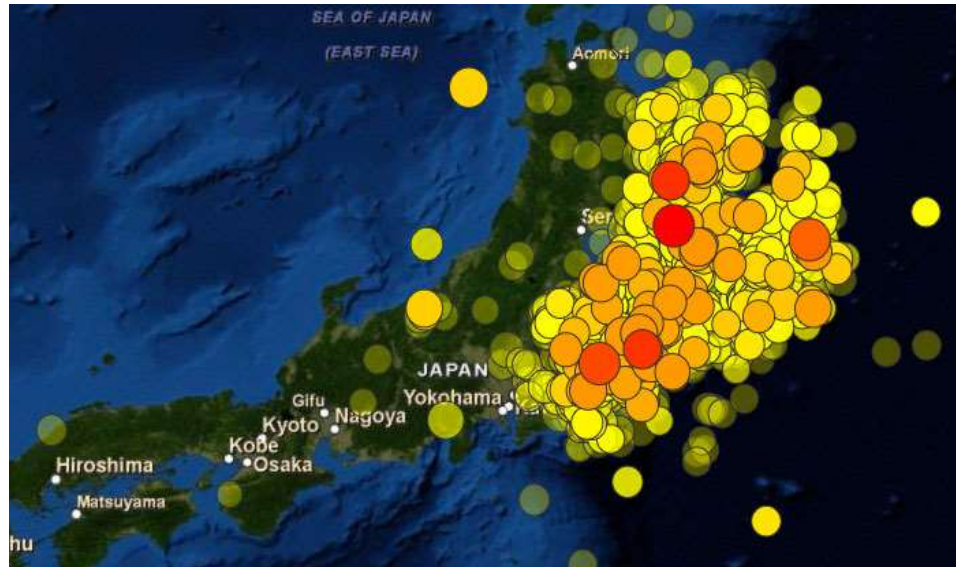 SEA OF JAPAN
(EAST SEA)
Aomori
JAPAN
Gifu
Yokohama
Nagoya
Kyoto
Kobe
Osaka
Hiroshima
Matsuyama